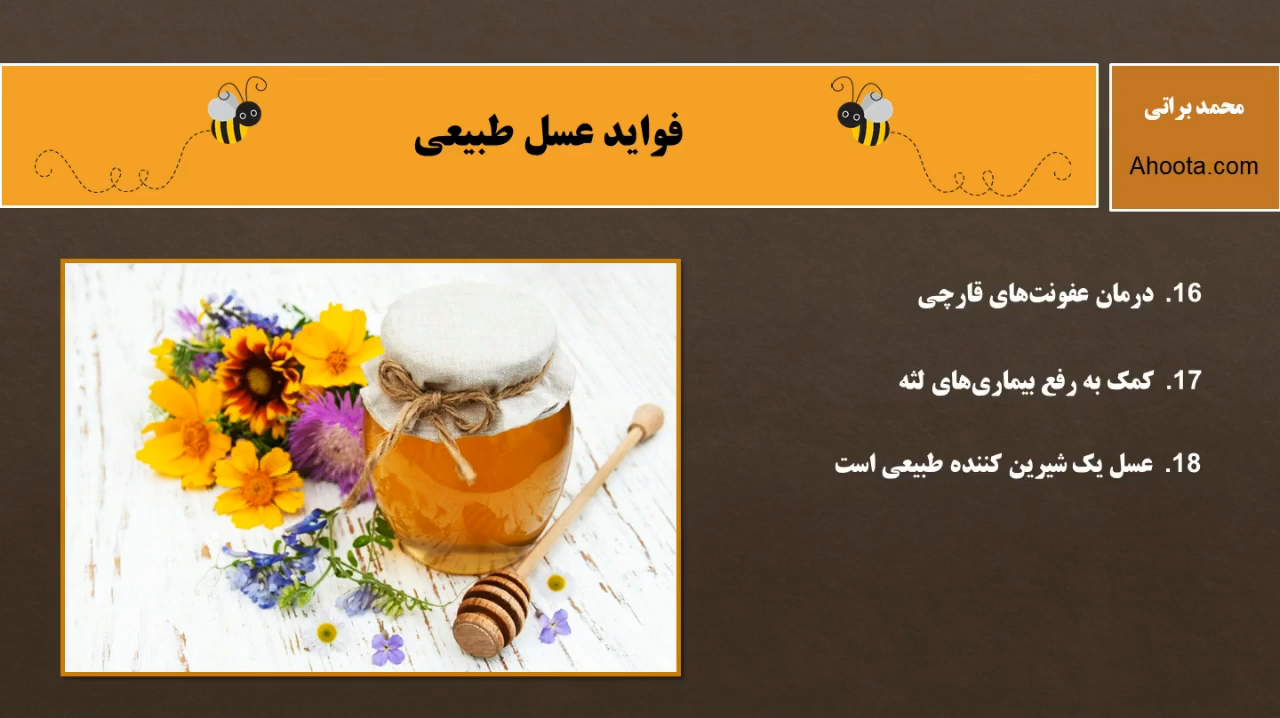 فواید عسل طبیعی
محمد براتی
Ahoota.com
16. درمان عفونت‌های قارچی
17. کمک به رفع بیماری‌های لثه
18. عسل یک شیرین کننده طبیعی است